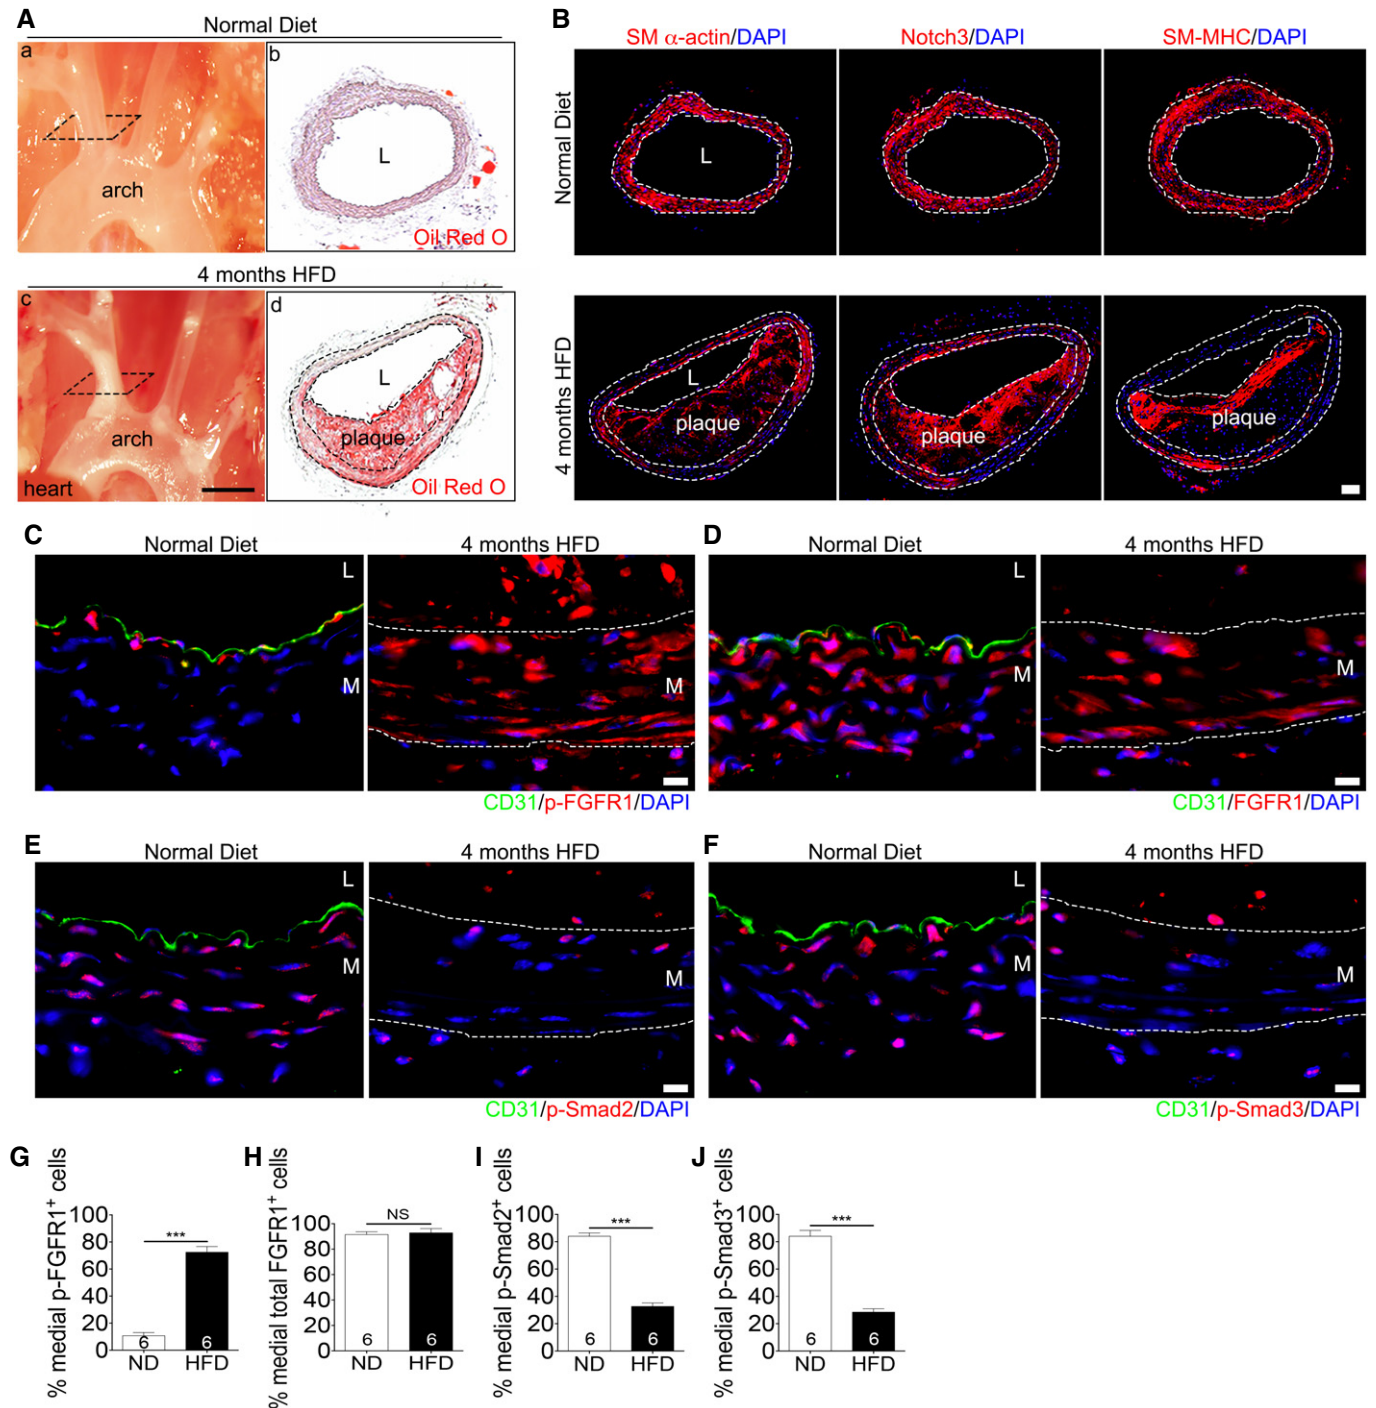 A
Normal Diet
a
arch
b
L
Oil Red O
4 months HFD
c
arch
heart
d
L
plaque
Oil Red O
B
SM α-actin/DAPI
Notch3/DAPI
SM-MHC/DAPI
Normal Diet
L
4 months HFD
L
plaque
plaque
plaque
C
Normal Diet
4 months HFD
L
M
M
CD31/p-FGFR1/DAPI
D
Normal Diet
4 months HFD
L
M
M
CD31/FGFR1/DAPI
E
Normal Diet
4 months HFD
L
M
M
CD31/p-Smad2/DAPI
F
Normal Diet
4 months HFD
L
M
M
CD31/p-Smad3/DAPI
G
% medial p-FGFR1+ cells
100
80
60
40
20
0
***
6
6
ND
HFD
H
% medial total FGFR1+ cells
100
80
60
40
20
0
NS
6
6
ND
HFD
I
% medial p-Smad2+ cells
100
80
60
40
20
0
***
6
6
ND
HFD
J
% medial p-Smad3+ cells
100
80
60
40
20
0
***
6
6
ND
HFD